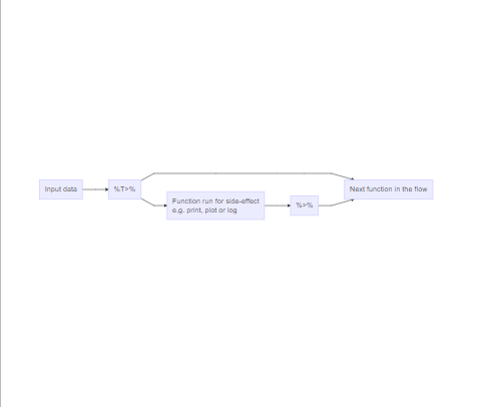 Input data
%T>%
Function run for side-effect
e.g. print, plot or log
%>%
Next function in the flow